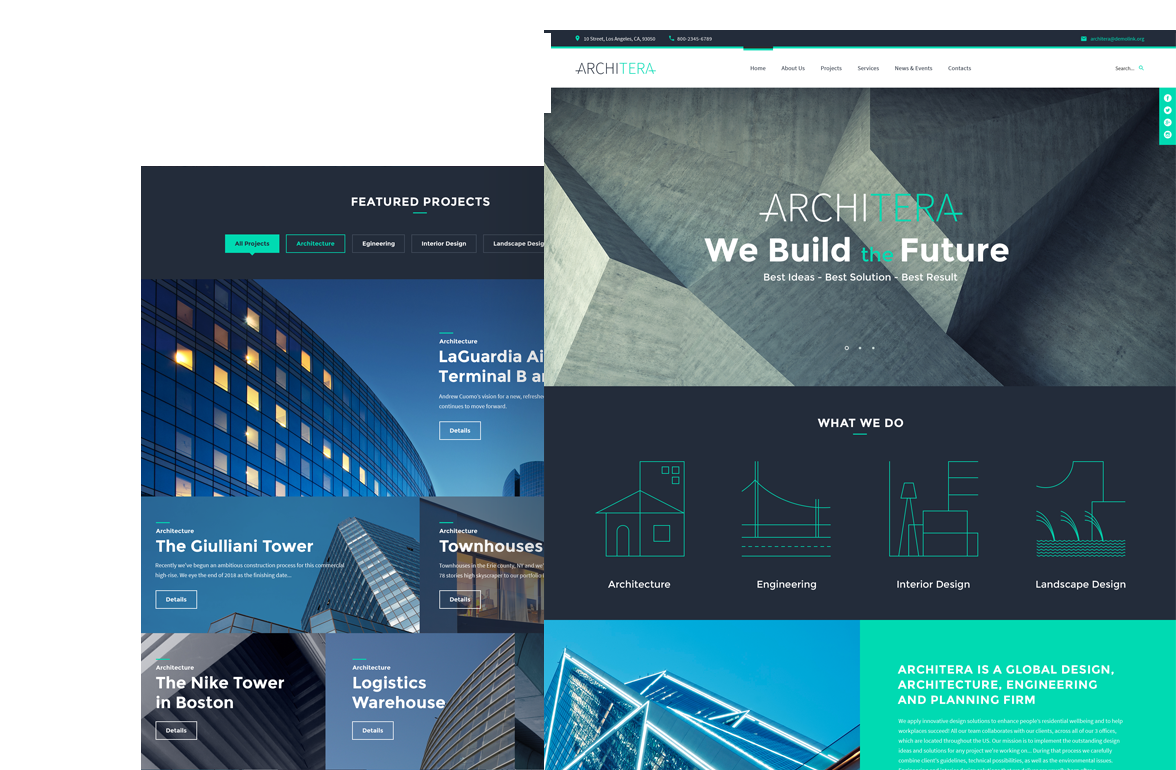 10 Street, Los Angeles, CA, 93050
800-2345-6789
architera@dmimilink.org
ARCHITERA
Home
About Us
Projects
Services
News & Events
Contacts
Search...
ARCHITERA
We Build the Future
Best Ideas - Best Solution - Best Result
WHAT WE DO
Architecture
Engineering
Interior Design
Landscape Design
ARCHITERA IS A GLOBAL DESIGN,
ARCHITECTURE, ENGINEERING
AND PLANNING FIRM
We apply innovative design solutions to enhance people's residential wellbeing and to help
workplaces succeed! All our team collaborates with our clients, across all of our 3 offices,
which are located throughout the US. Our mission is to implement the outstanding design
ideas and solutions for any project we're working on... During that process we carefully
combine client's guidelines, technical possibilities, as well as the environmental issues.
FEATURED PROJECTS
All Projects
Architecture
Egineering
Interior Design
Landscape Desig
Architecture
LaGuardia Ai
Terminal B a
Andrew Cuomo's vision for a new, refreshe
continues to move forward.
Details
Architecture
The Giulliani Tower
Recently we've begun an ambitious construction process for this commercial
high-rise. We eye the end of 2018 as the finishing date...
Details
Architecture
Townhouses
Townhouses in the Erie county, NY and we'
78 stories high skyscraper to our portfolio
Details
Architecture
The Nike Tower
in Boston
Details
Architecture
Logistics
Warehouse
Details